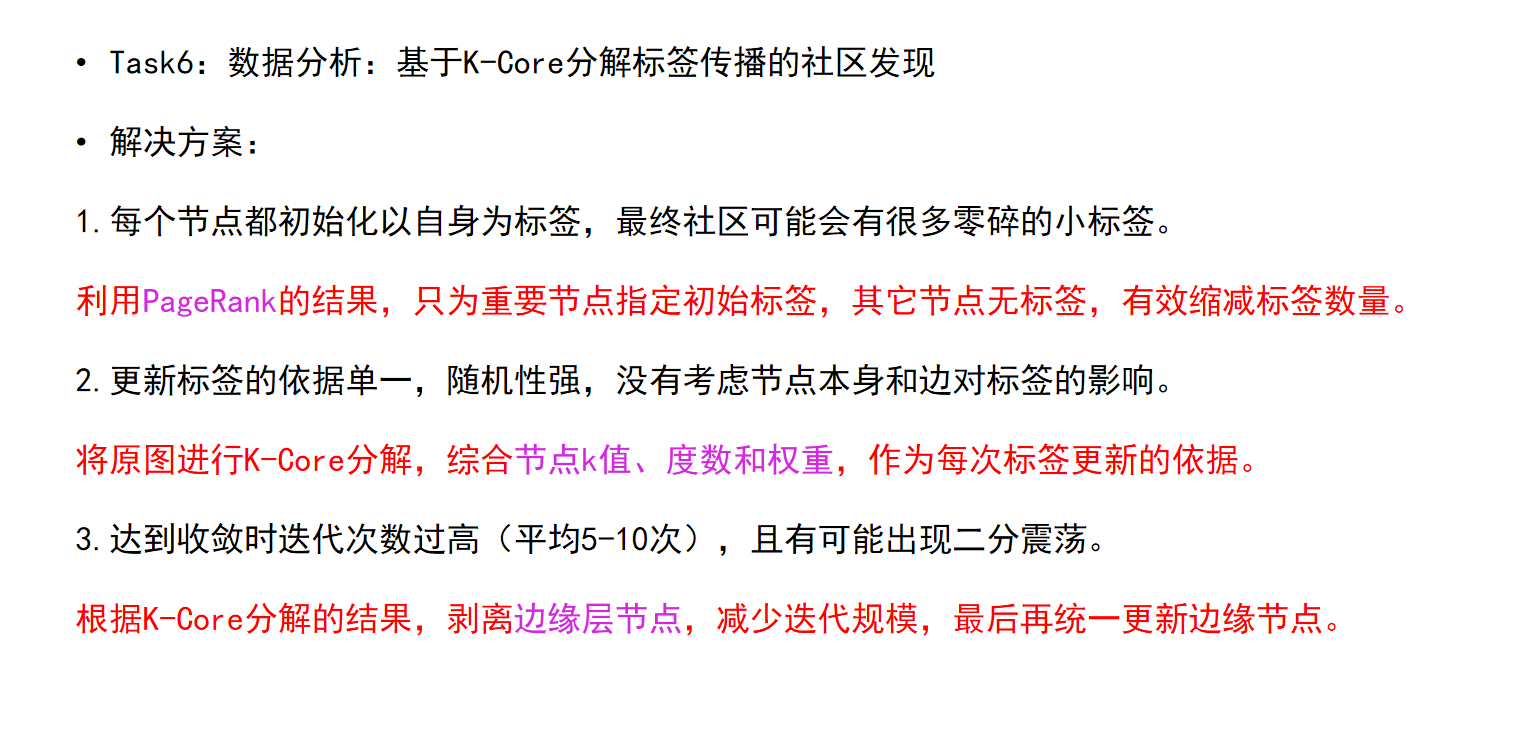 • Task6：数据分析：基于K-Core分解标签传播的社区发现
• 解决方案：
1.每个节点都初始化以自身为标签，最终社区可能会有很多零碎的小标签。
利用PageRank的结果，只为重要节点指定初始标签，其它节点无标签，有效缩减标签数量。
2.更新标签的依据单一，随机性强，没有考虑节点本身和边对标签的影响。
将原图进行K-Core分解，综合节点k值、度数和权重，作为每次标签更新的依据。
3.达到收敛时迭代次数过高（平均5-10次），且有可能出现二分震荡。
根据K-Core分解的结果，剥离边缘层节点，减少迭代规模，最后再统一更新边缘节点。